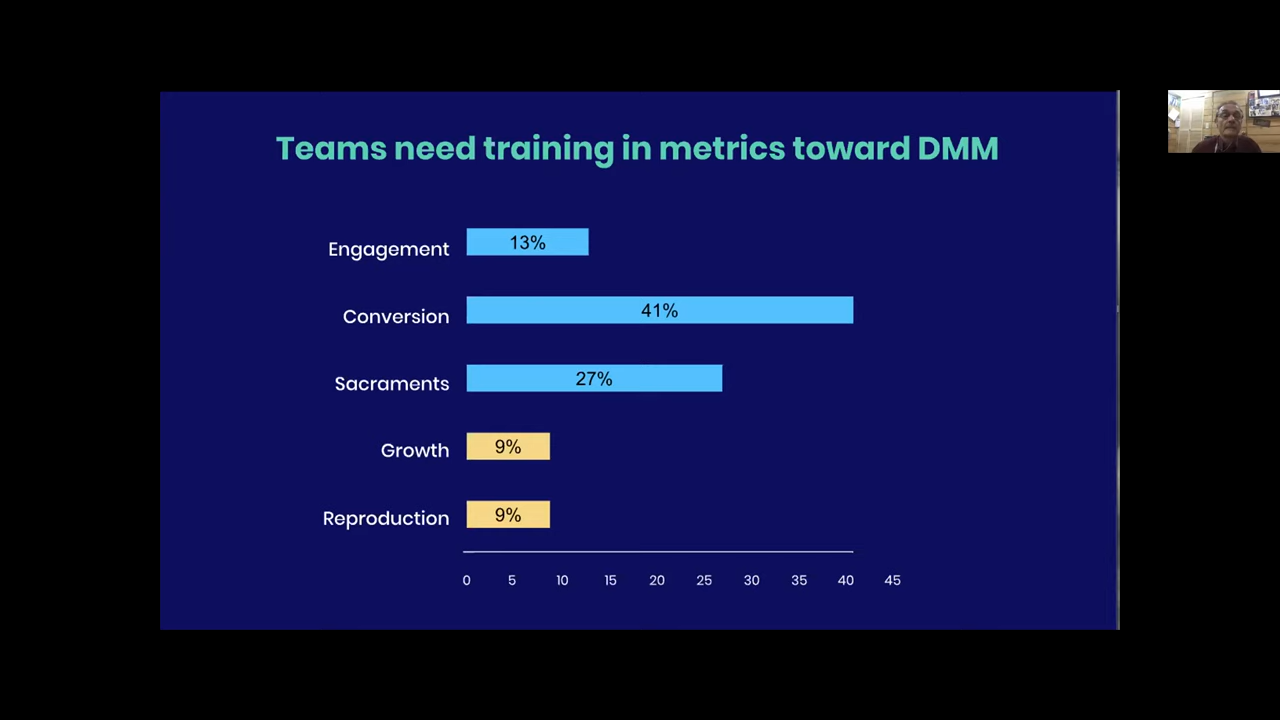 Teams need training in metrics toward DMM
Engagement 13%
Conversion 41%
Sacraments 27%
Growth 9%
Reproduction 9%
0 5 10 15 20 25 30 35 40 45